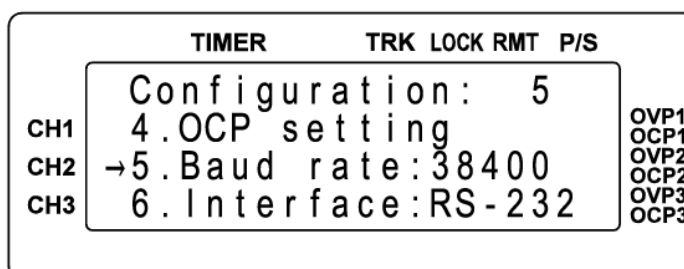 TIMER TRK LOCK RMT P/S
Configuration: 5
CH1 4.OCP setting OVP1 OCP1
CH2 →5.Baud rate:38400 OVP2 OCP2
CH3 6.Interface:RS-232 OVP3 OCP3